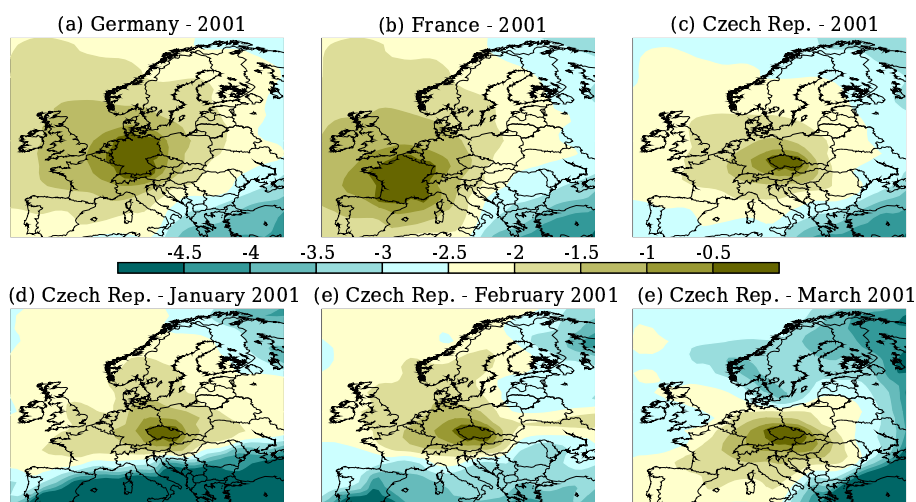 (a) Germany - 2001
(b) France - 2001
(c) Czech Rep. - 2001
-4.5 -4 -3.5 -3 -2.5 -2 -1.5 -1 -0.5
(d) Czech Rep. - January 2001
(e) Czech Rep. - February 2001
(e) Czech Rep. - March 2001